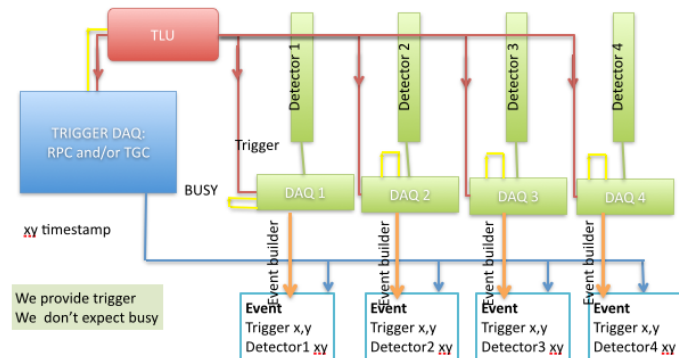 TLU
Detector 1
Detector 2
Detector 3
Detector 4
TRIGGER DAQ:
RPC and/or TGC
Trigger
BUSY
DAQ 1
DAQ 2
DAQ 3
DAQ 4
xy timestamp
Event builder
Event builder
Event builder
Event builder
We provide trigger
We don't expect busy
Event
Trigger x,y
Detector1 xy
Event
Trigger x,y
Detector2 xy
Event
Trigger x,y
Detector3 xy
Event
Trigger x,y
Detector4 xy